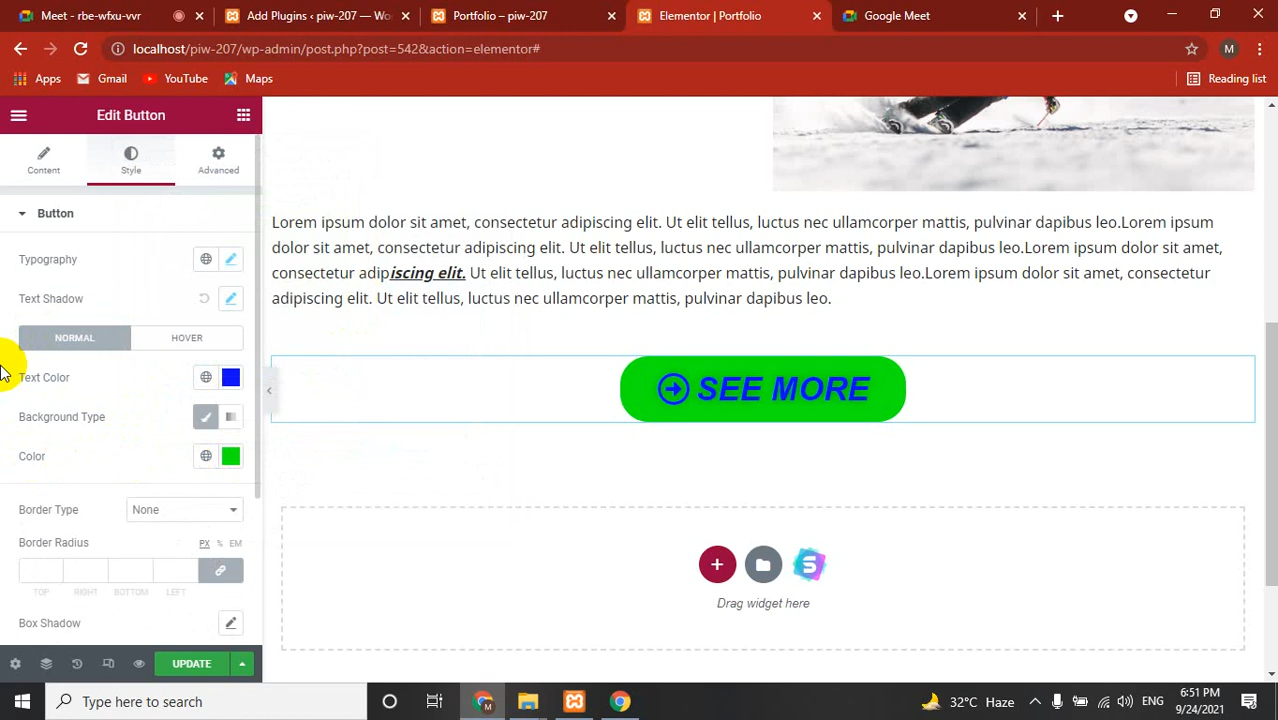 Meet - rbe-wfxu-vvr
Add Plugins ‹ piw-207 — Wo
Portfolio – piw-207
Elementor | Portfolio
Google Meet
localhost/piw-207/wp-admin/post.php?post=542&action=elementor#
M
Apps
Gmail
YouTube
Maps
Reading list
Edit Button
Content
Style
Advanced
Button
Typography
Text Shadow
NORMAL
HOVER
Text Color
Background Type
Color
Border Type
None
Border Radius
PX
%
EM
TOP
RIGHT
BOTTOM
LEFT
Box Shadow
UPDATE
Lorem ipsum dolor sit amet, consectetur adipiscing elit. Ut elit tellus, luctus nec ullamcorper mattis, pulvinar dapibus leo.Lorem ipsum
dolor sit amet, consectetur adipiscing elit. Ut elit tellus, luctus nec ullamcorper mattis, pulvinar dapibus leo.Lorem ipsum dolor sit amet,
consectetur adipiscing elit. Ut elit tellus, luctus nec ullamcorper mattis, pulvinar dapibus leo.Lorem ipsum dolor sit amet, consectetur
adipiscing elit. Ut elit tellus, luctus nec ullamcorper mattis, pulvinar dapibus leo.
SEE MORE
Drag widget here
Type here to search
M
32°C Haze
ENG
6:51 PM
9/24/2021